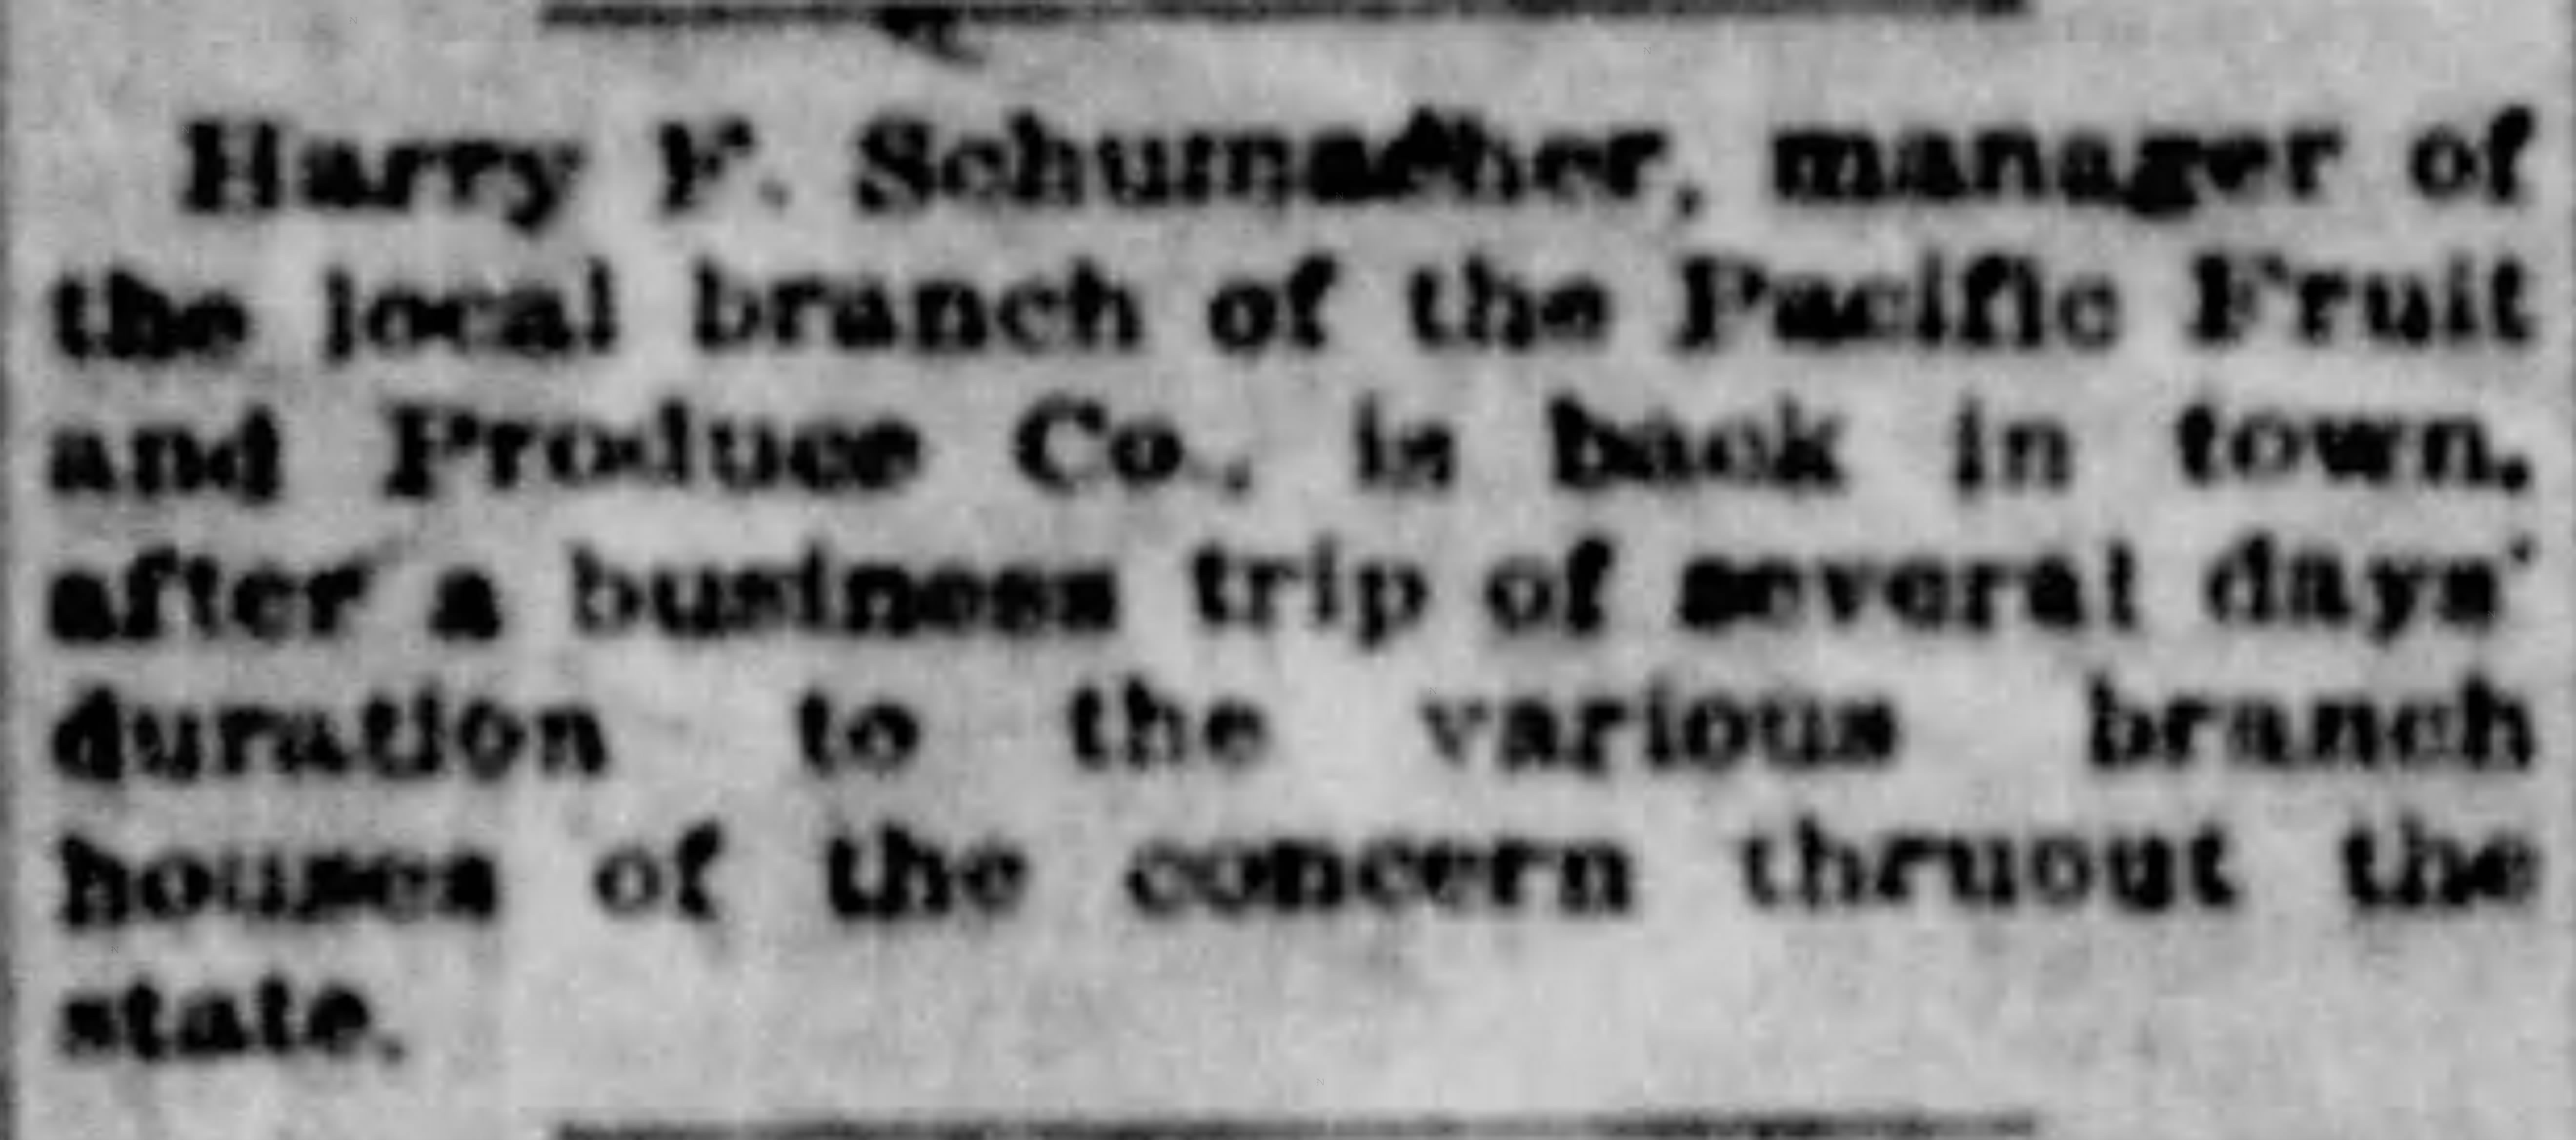 Harry F. Schumacher, manager of
the local branch of the Pacific Fruit
and Produce Co., is back in town,
after a business trip of several days'
duration to the various branch
houses of the concern thruout the
state.